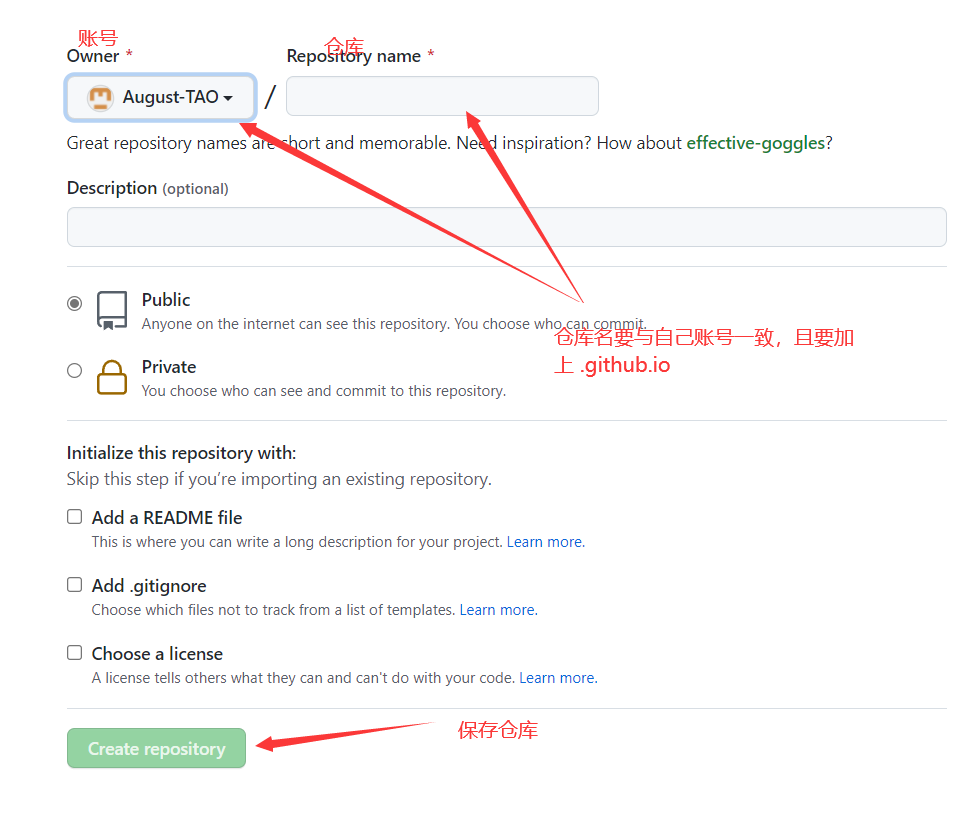 账号
仓库
Owner *
Repository name *
August-TAO
/
Great repository names are short and memorable. Need inspiration? How about effective-goggles?
Description (optional)
Public
Anyone on the internet can see this repository. You choose who can commit.
仓库名要与自己账号一致，且要加
上 .github.io
Private
You choose who can see and commit to this repository.
Initialize this repository with:
Skip this step if you’re importing an existing repository.
Add a README file
This is where you can write a long description for your project. Learn more.
Add .gitignore
Choose which files not to track from a list of templates. Learn more.
Choose a license
A license tells others what they can and can't do with your code. Learn more.
保存仓库
Create repository